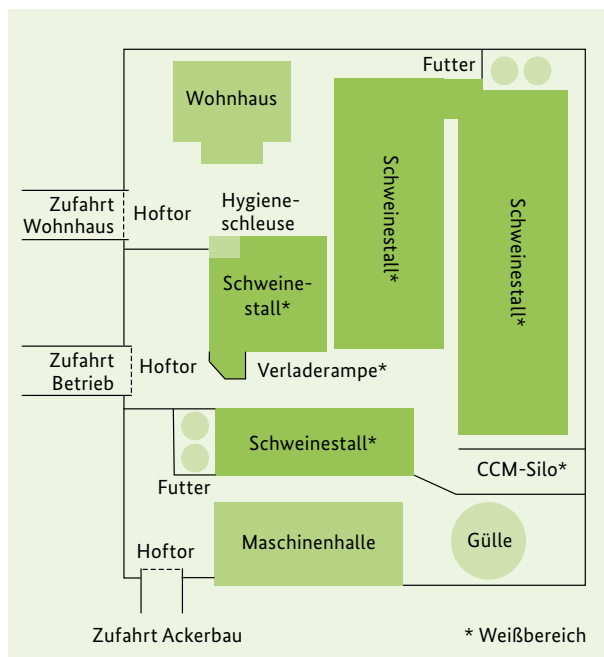 Futter
Wohnhaus
Schweinestall*
Schweinestall*
Zufahrt
Wohnhaus
Hoftor
Hygiene-
schleuse
Schweine-
stall*
Zufahrt
Betrieb
Hoftor
Verladerampe*
Schweinestall*
CCM-Silo*
Futter
Hoftor
Maschinenhalle
Gülle
Zufahrt Ackerbau
* Weißbereich